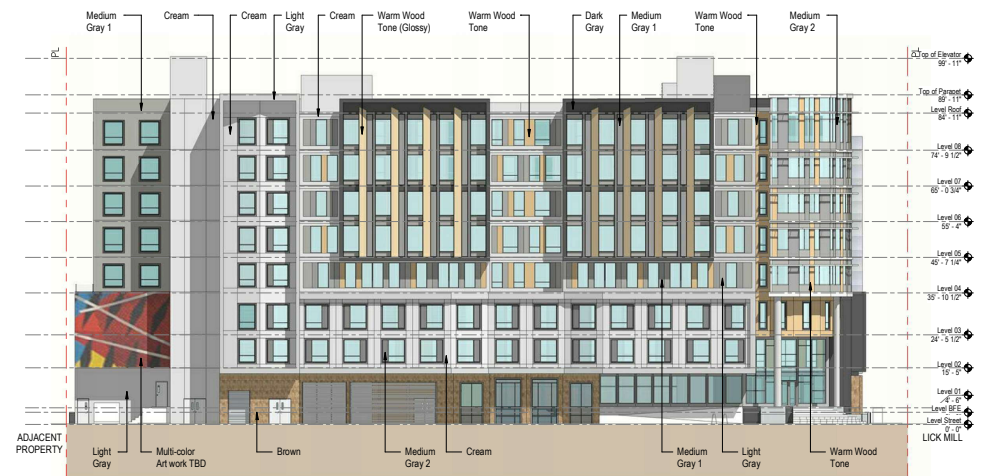 Medium
Gray 1
Cream
Cream
Light
Gray
Cream
Warm Wood
Tone (Glossy)
Warm Wood
Tone
Dark
Gray
Medium
Gray 1
Warm Wood
Tone
Medium
Gray 2
PL
PL
Top of Elevator
99' - 11"
Top of Parapet
89' - 11"
Level Roof
84' - 11"
Level 08
74' - 9 1/2"
Level 07
65' - 0 3/4"
Level 06
55' - 4"
Level 05
45' - 7 1/4"
Level 04
35' - 10 1/2"
Level 03
24' - 5 1/2"
Level 02
15' - 5"
Level 01
4' - 6"
Level BFE
Level Street
0' - 0"
ADJACENT
PROPERTY
LICK MILL
Light
Gray
Multi-color
Art work TBD
Brown
Medium
Gray 2
Cream
Medium
Gray 1
Light
Gray
Warm Wood
Tone